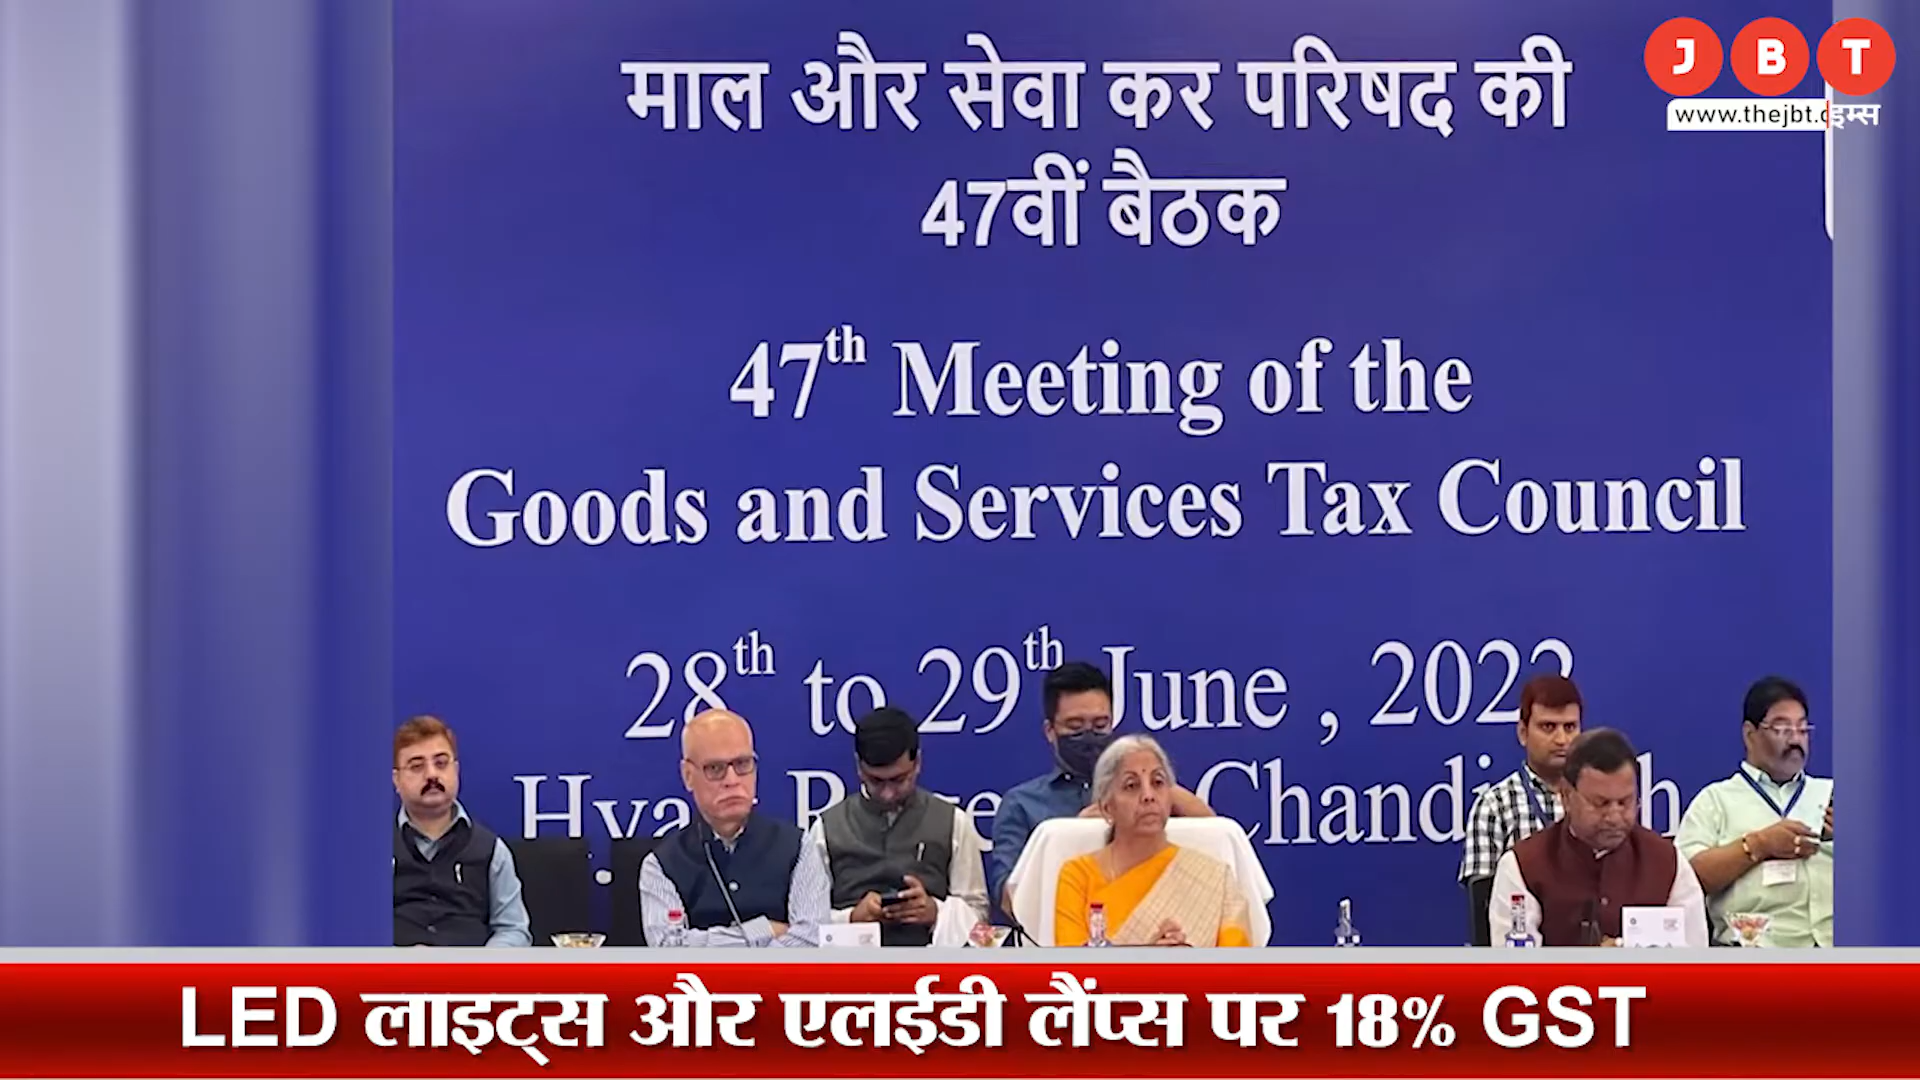 माल और सेवा कर परिषद की
47वीं बैठक
47th Meeting of the
Goods and Services Tax Council
28th to 29th June , 2022
J B T
www.thejbt.c
इम्स
LED लाइट्स और एलईडी लैंप्स पर 18% GST